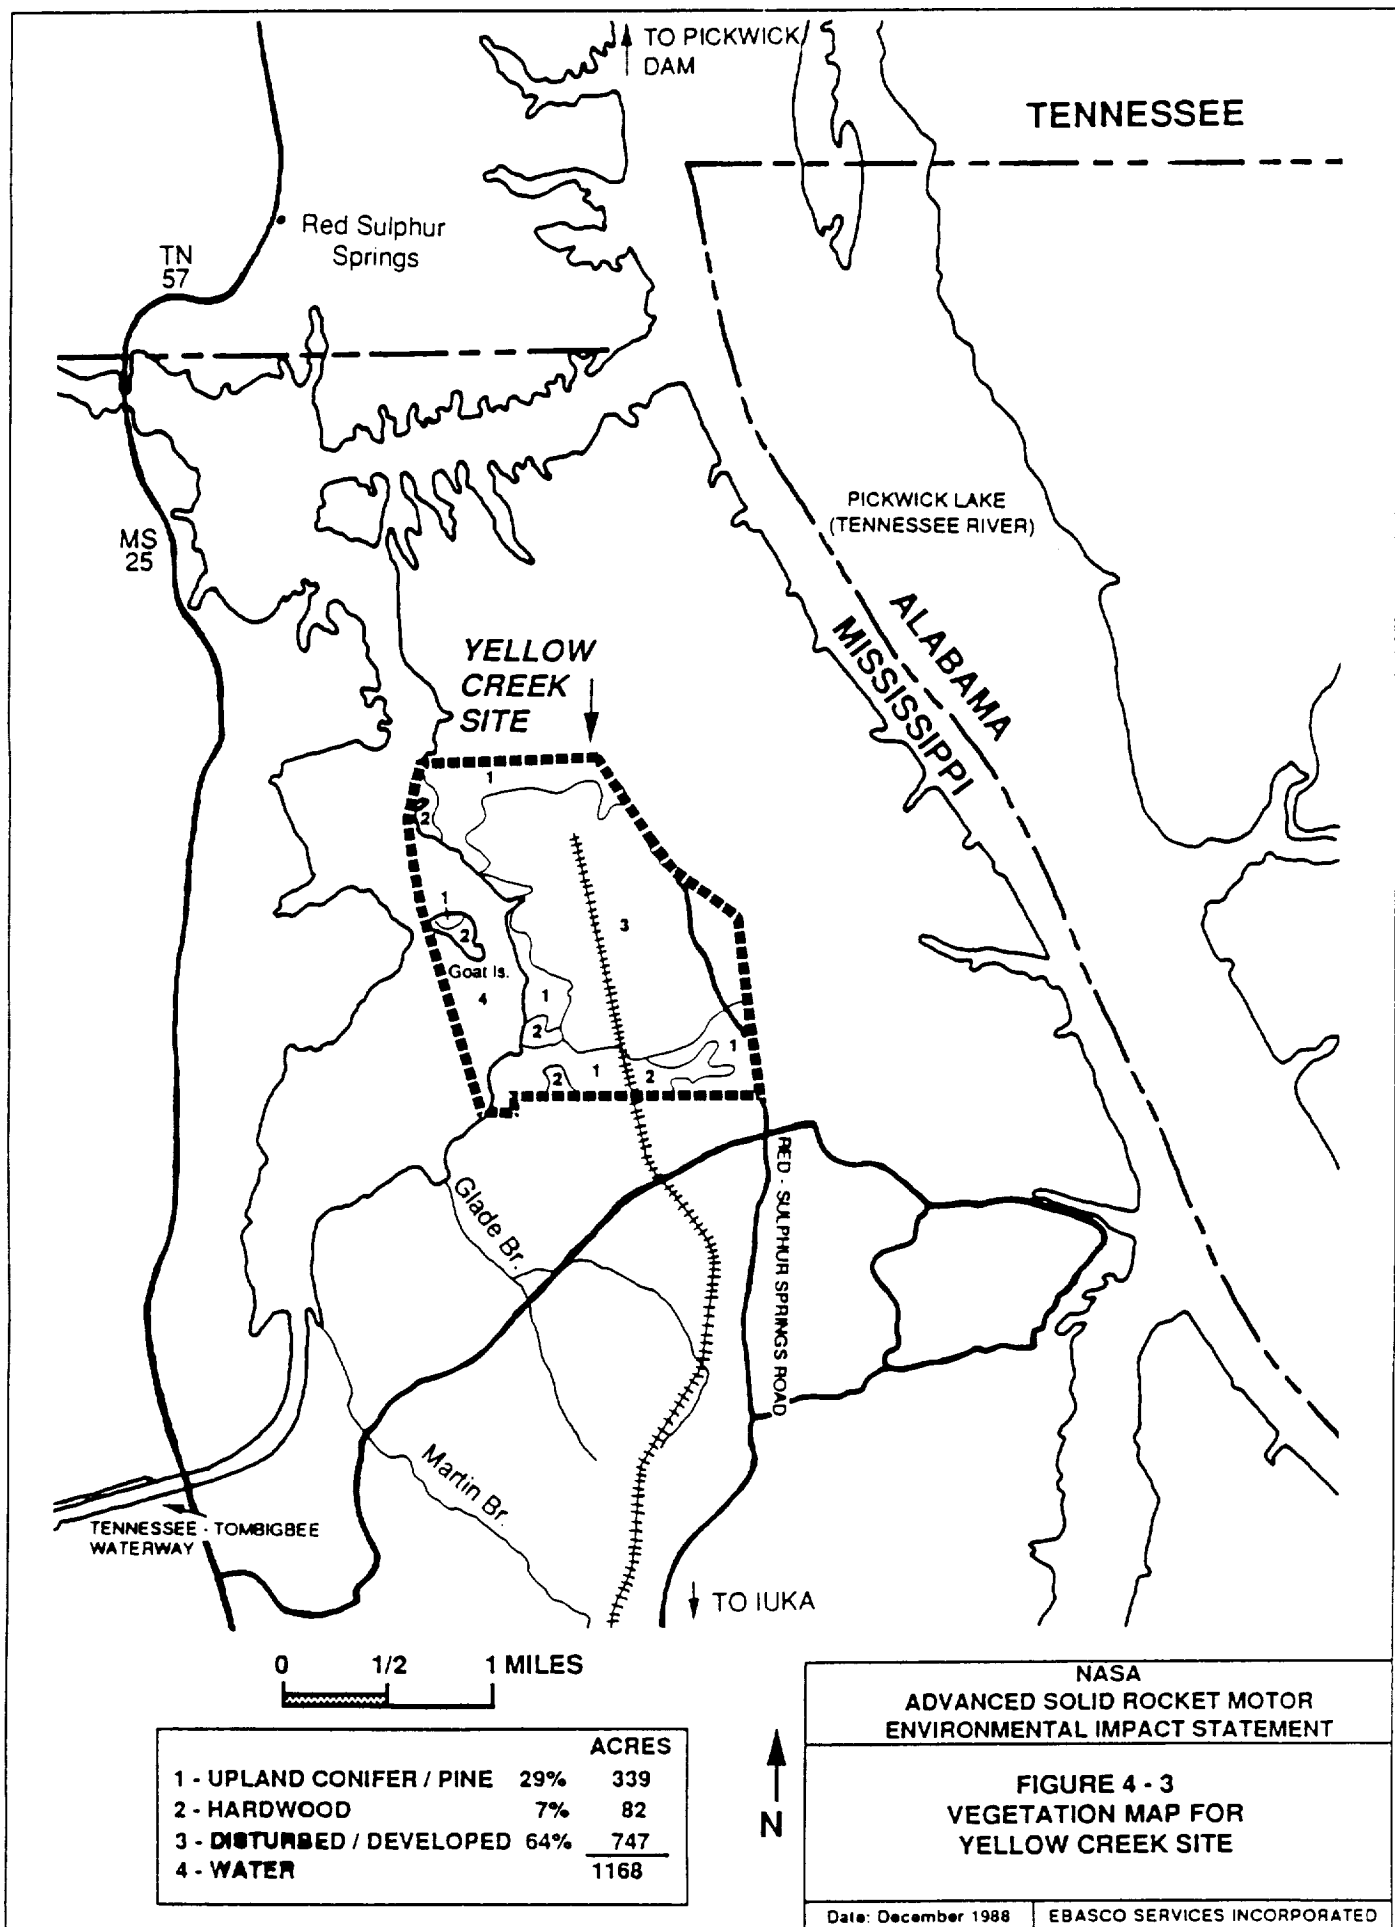 TO PICKWICK
DAM
TENNESSEE
Red Sulphur
Springs
TN
57
MS
25
PICKWICK LAKE
(TENNESSEE RIVER)
ALABAMA
MISSISSIPPI
YELLOW
CREEK
SITE
1
2
1
2
3
Goat Is.
4
1
2
1
1
2
2
Glade Br.
RED - SULPHUR SPRINGS ROAD
Martin Br.
TENNESSEE - TOMBIGBEE
WATERWAY
TO IUKA
0 1/2 1 MILES
ACRES
1 - UPLAND CONIFER / PINE 29% 339
2 - HARDWOOD 7% 82
3 - DISTURBED / DEVELOPED 64% 747
4 - WATER 1168
N
NASA
ADVANCED SOLID ROCKET MOTOR
ENVIRONMENTAL IMPACT STATEMENT
FIGURE 4 - 3
VEGETATION MAP FOR
YELLOW CREEK SITE
Date: December 1988 EBASCO SERVICES INCORPORATED